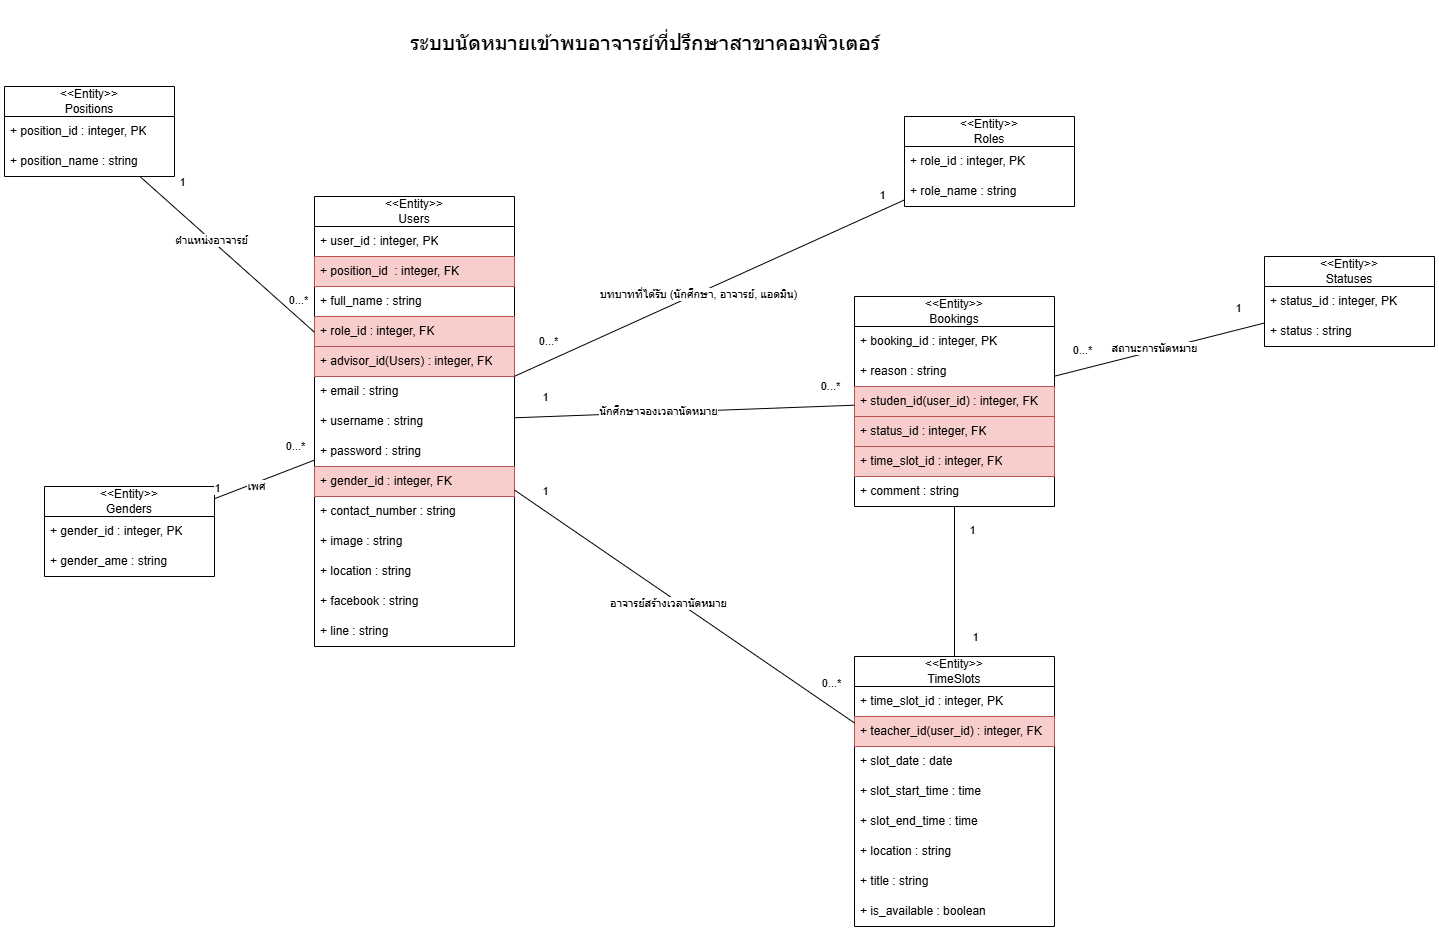 ระบบนัดหมายเข้าพบอาจารย์ที่ปรึกษาสาขาคอมพิวเตอร์
<<Entity>>
Positions
+ position_id : integer, PK
+ position_name : string
1
ตำแหน่งอาจารย์
0...*
<<Entity>>
Users
+ user_id : integer, PK
+ position_id : integer, FK
+ full_name : string
+ role_id : integer, FK
+ advisor_id(Users) : integer, FK
+ email : string
+ username : string
+ password : string
+ gender_id : integer, FK
+ contact_number : string
+ image : string
+ location : string
+ facebook : string
+ line : string
0...*
เพศ
1
<<Entity>>
Genders
+ gender_id : integer, PK
+ gender_ame : string
<<Entity>>
Roles
+ role_id : integer, PK
+ role_name : string
1
บทบาทที่ได้รับ (นักศึกษา, อาจารย์, แอดมิน)
0...*
1
นักศึกษาจองเวลานัดหมาย
0...*
<<Entity>>
Bookings
+ booking_id : integer, PK
+ reason : string
+ studen_id(user_id) : integer, FK
+ status_id : integer, FK
+ time_slot_id : integer, FK
+ comment : string
<<Entity>>
Statuses
+ status_id : integer, PK
+ status : string
1
สถานะการนัดหมาย
0...*
1
อาจารย์สร้างเวลานัดหมาย
0...*
1
1
<<Entity>>
TimeSlots
+ time_slot_id : integer, PK
+ teacher_id(user_id) : integer, FK
+ slot_date : date
+ slot_start_time : time
+ slot_end_time : time
+ location : string
+ title : string
+ is_available : boolean